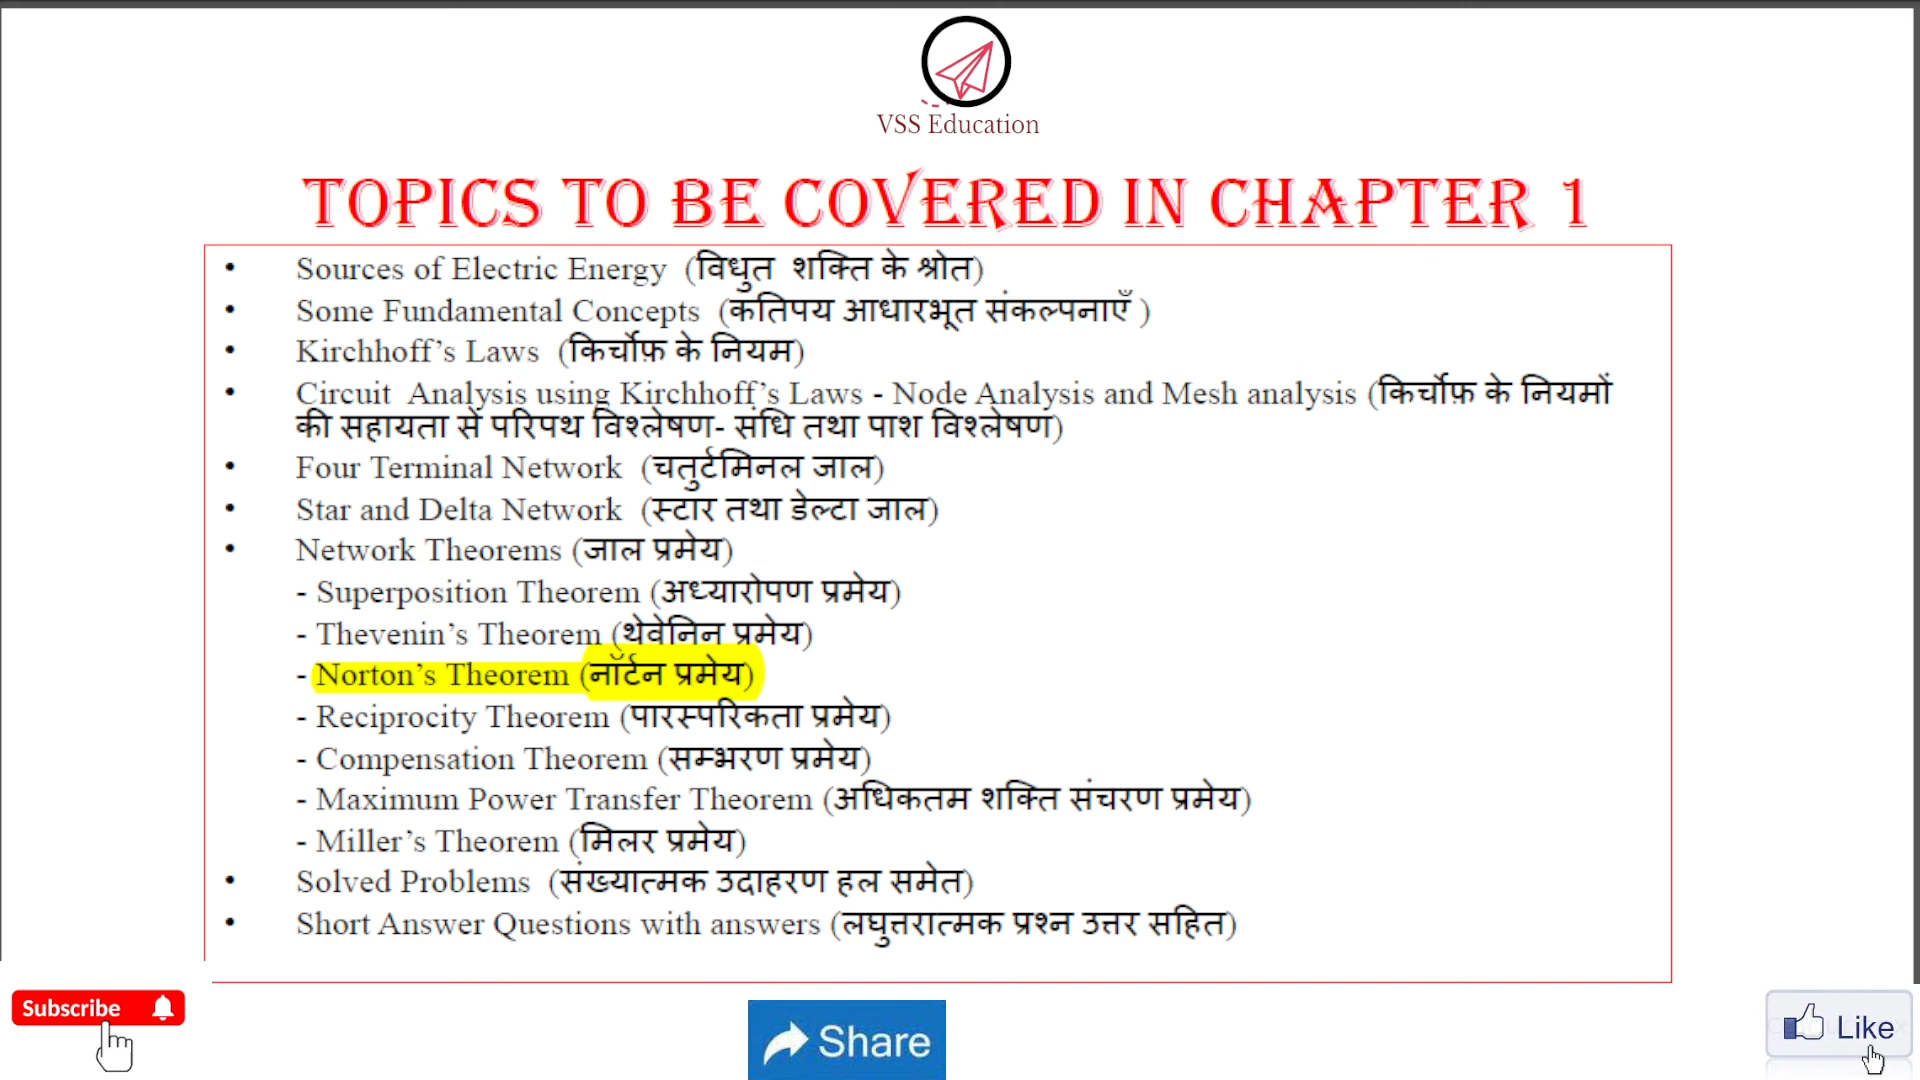 VSS Education
TOPICS TO BE COVERED IN CHAPTER 1
• Sources of Electric Energy (विधुत शक्ति के श्रोत)
• Some Fundamental Concepts (कतिपय आधारभूत संकल्पनाएँ )
• Kirchhoff’s Laws (किर्चोफ़ के नियम)
• Circuit Analysis using Kirchhoff’s Laws - Node Analysis and Mesh analysis (किर्चोफ़ के नियमों
की सहायता से परिपथ विश्लेषण- संधि तथा पाश विश्लेषण)
• Four Terminal Network (चतुर्टर्मिनल जाल)
• Star and Delta Network (स्टार तथा डेल्टा जाल)
• Network Theorems (जाल प्रमेय)
- Superposition Theorem (अध्यारोपण प्रमेय)
- Thevenin’s Theorem (थेवेनिन प्रमेय)
- Norton’s Theorem (नॉर्टन प्रमेय)
- Reciprocity Theorem (पारस्परिकता प्रमेय)
- Compensation Theorem (सम्भरण प्रमेय)
- Maximum Power Transfer Theorem (अधिकतम शक्ति संचरण प्रमेय)
- Miller’s Theorem (मिलर प्रमेय)
• Solved Problems (संख्यात्मक उदाहरण हल समेत)
• Short Answer Questions with answers (लघुत्तरात्मक प्रश्न उत्तर सहित)
Subscribe
Share
Like